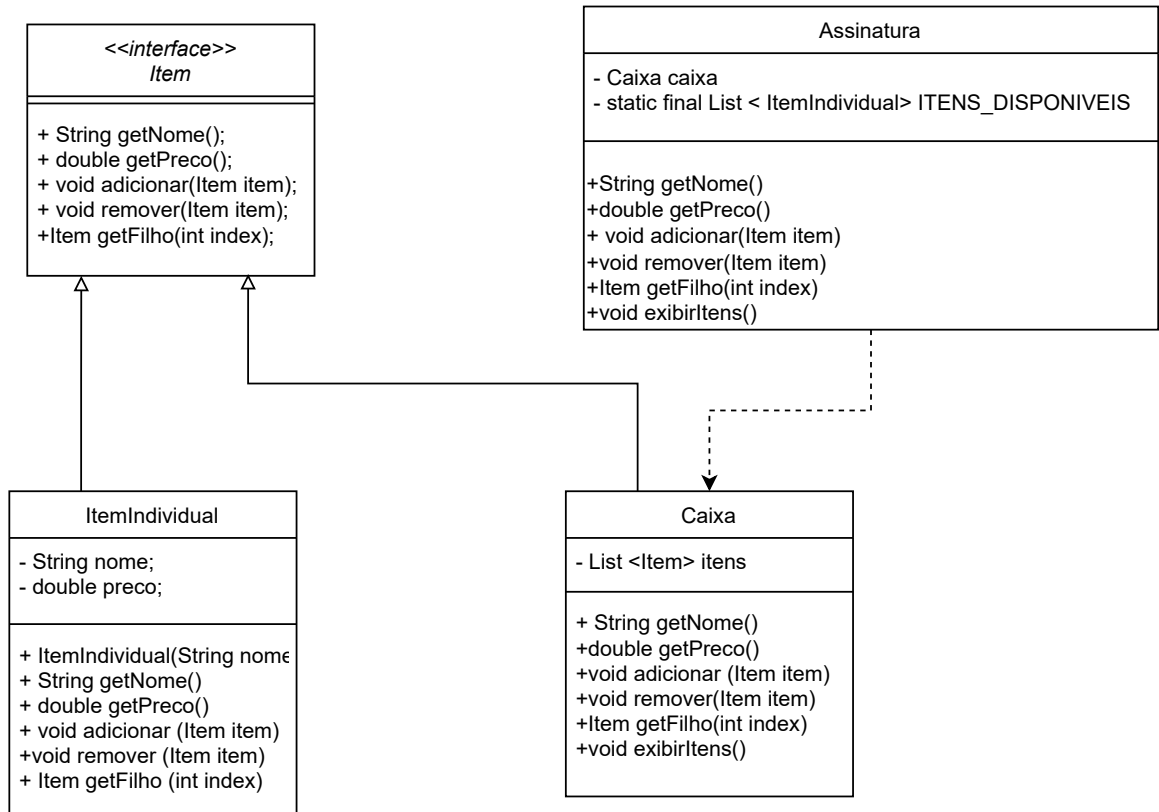 <<interface>>
Item
+ String getNome();
+ double getPreco();
+ void adicionar(Item item);
+ void remover(Item item);
+Item getFilho(int index);
Assinatura
- Caixa caixa
- static final List < ItemIndividual> ITENS_DISPONIVEIS
+String getNome()
+double getPreco()
+ void adicionar(Item item)
+void remover(Item item)
+Item getFilho(int index)
+void exibirItens()
ItemIndividual
- String nome;
- double preco;
+ ItemIndividual(String nome
+ String getNome()
+ double getPreco()
+ void adicionar (Item item)
+void remover (Item item)
+ Item getFilho (int index)
Caixa
- List <Item> itens
+ String getNome()
+double getPreco()
+void adicionar (Item item)
+void remover(Item item)
+Item getFilho(int index)
+void exibirItens()